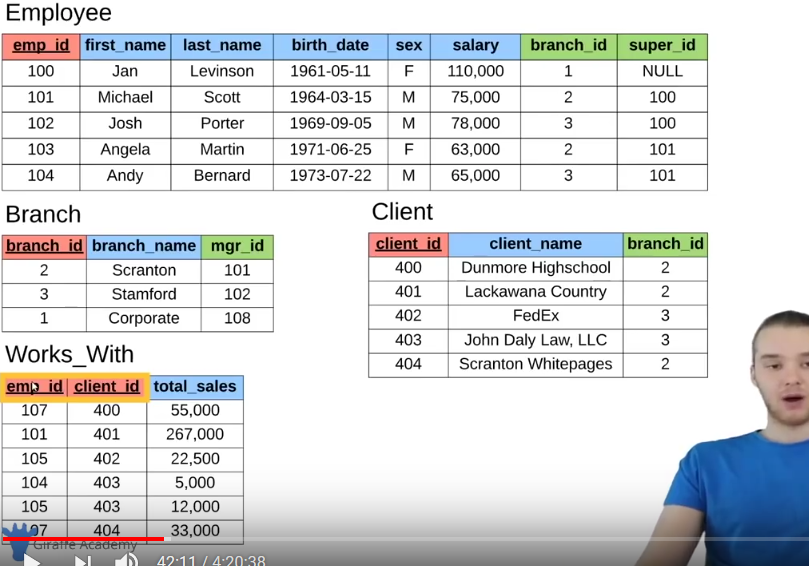 Employee
emp_id first_name last_name birth_date sex salary branch_id super_id
100 Jan Levinson 1961-05-11 F 110,000 1 NULL
101 Michael Scott 1964-03-15 M 75,000 2 100
102 Josh Porter 1969-09-05 M 78,000 3 100
103 Angela Martin 1971-06-25 F 63,000 2 101
104 Andy Bernard 1973-07-22 M 65,000 3 101
Branch
branch_id branch_name mgr_id
2 Scranton 101
3 Stamford 102
1 Corporate 108
Client
client_id client_name branch_id
400 Dunmore Highschool 2
401 Lackawana Country 2
402 FedEx 3
403 John Daly Law, LLC 3
404 Scranton Whitepages 2
Works_With
emp_id client_id total_sales
107 400 55,000
101 401 267,000
105 402 22,500
104 403 5,000
105 403 12,000
404 33,000
Giraffe Academy
42:11 / 4:20:38